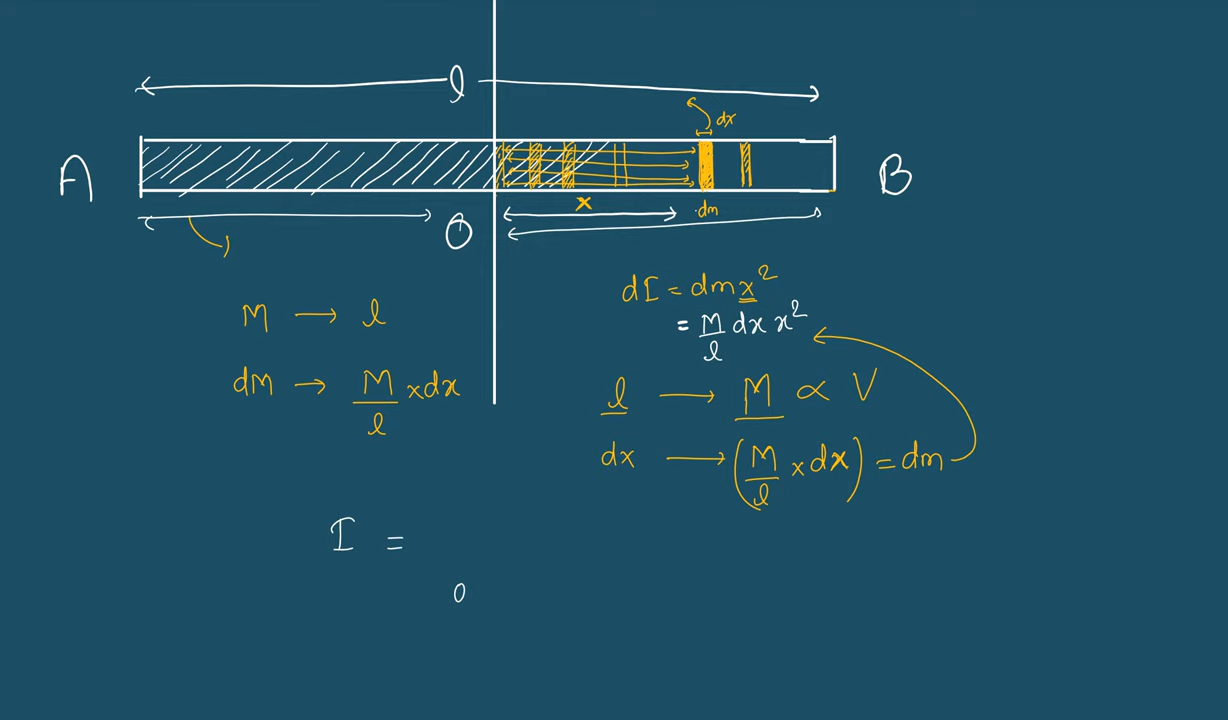 l
dx
A
B
x
dm
O
dI = dm x²
M → l
= M/l dx x²
dM → M/l × dx
l → M ∝ V
dx → (M/l × dx) = dm
I =
0